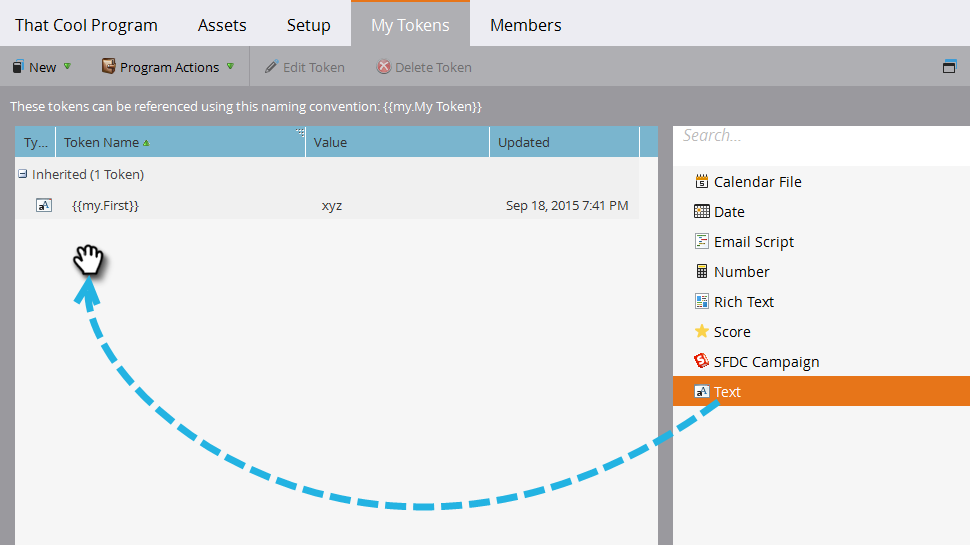 That Cool Program Assets Setup My Tokens Members
New Program Actions Edit Token Delete Token
These tokens can be referenced using this naming convention: {{my.My Token}}
Ty... Token Name Value Updated
Search...
Inherited (1 Token)
Calendar File
{{my.First}} xyz Sep 18, 2015 7:41 PM
Date
Email Script
Number
Rich Text
Score
SFDC Campaign
Text